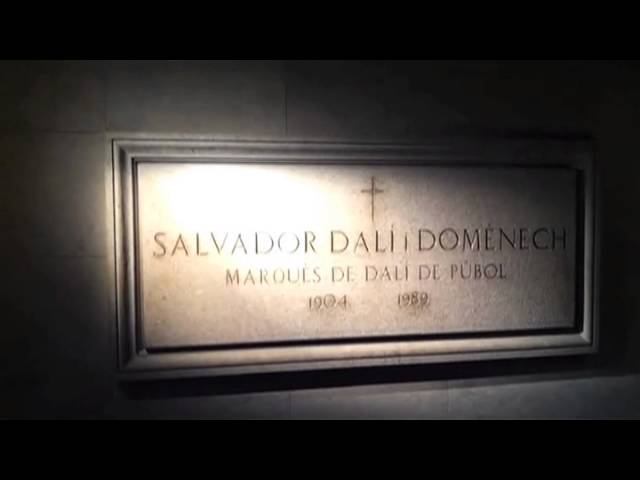 SALVADOR DALÍ i DOMÈNECH
MARQUÈS DE DALÍ DE PÚBOL
1904 1989